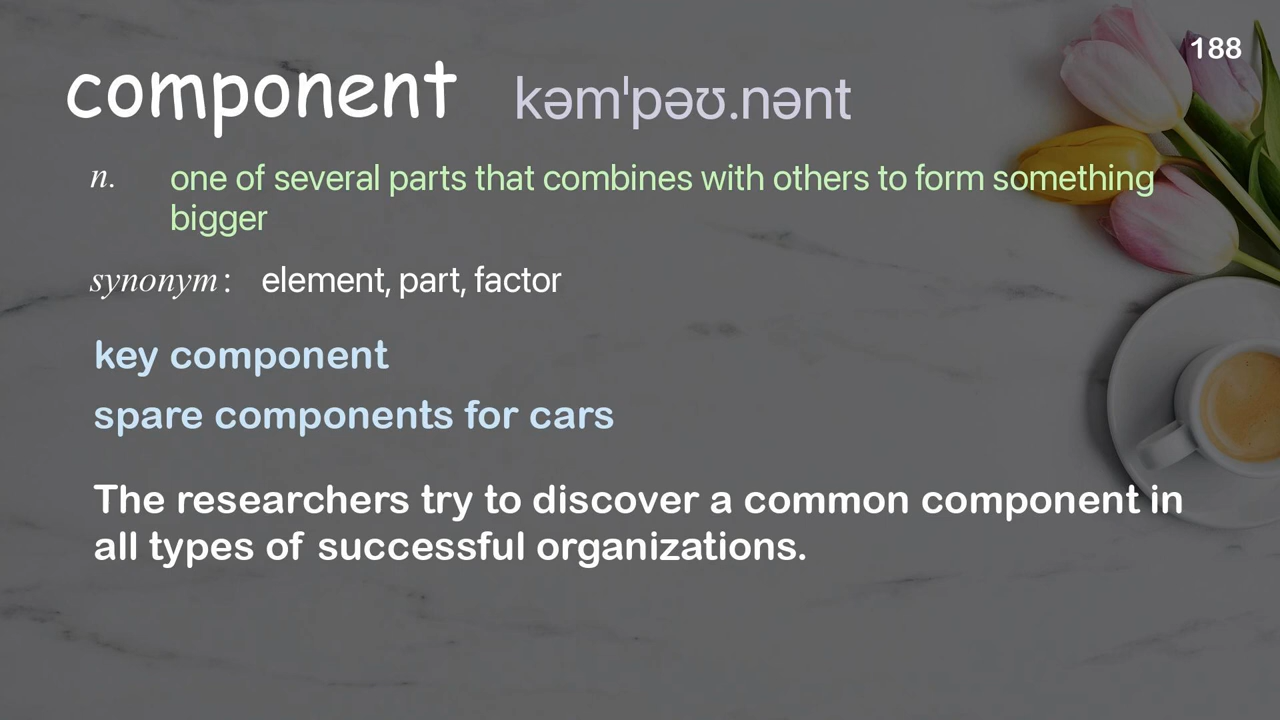 188
component kəmˈpəʊ.nənt
n. one of several parts that combines with others to form something
bigger
synonym: element, part, factor
key component
spare components for cars
The researchers try to discover a common component in
all types of successful organizations.